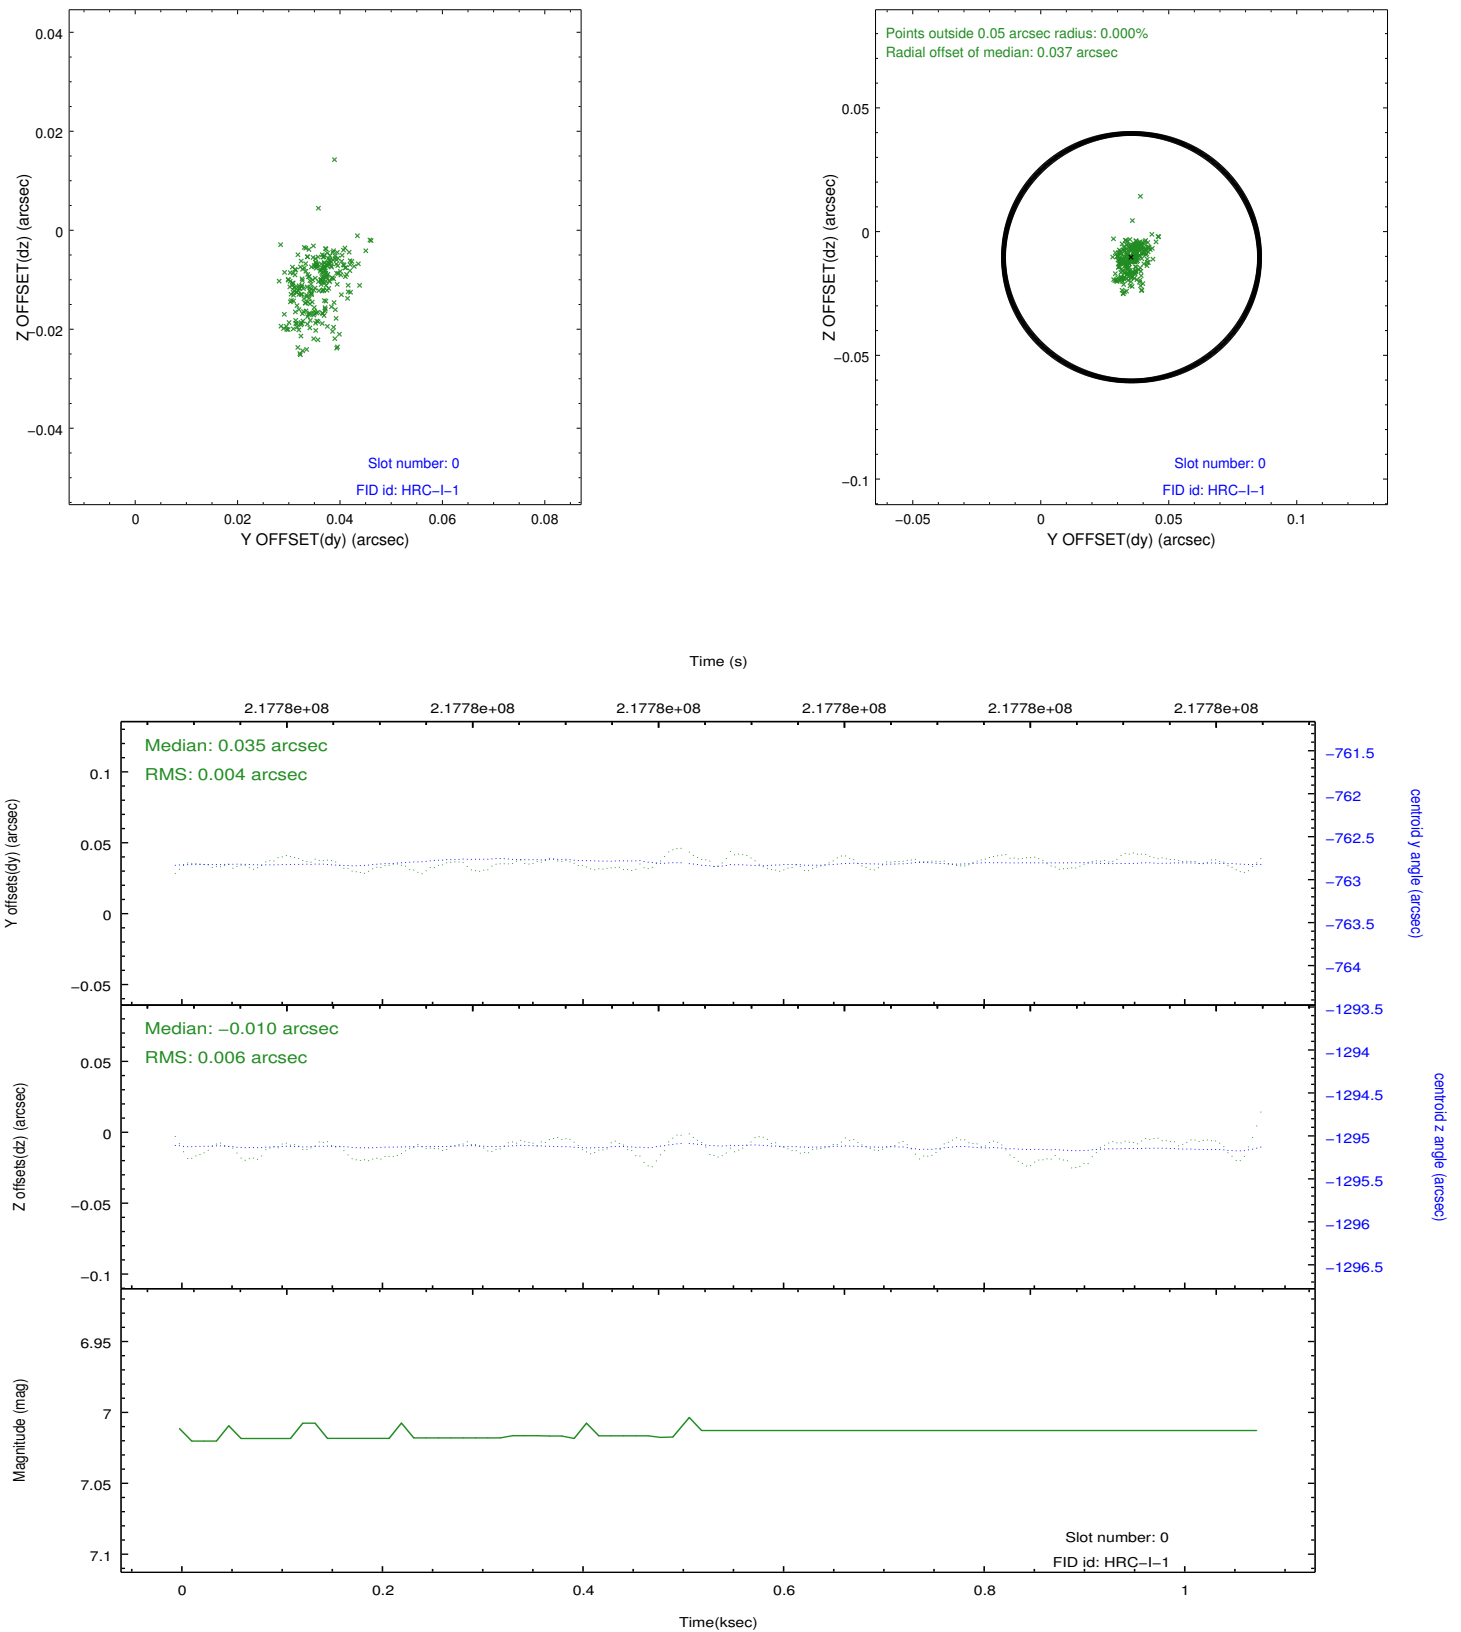 0.04
0.02
0
−0.02
−0.04
Z OFFSET(dz) (arcsec)
Slot number: 0
FID id: HRC−I−1
0
0.02
0.04
0.06
0.08
Y OFFSET(dy) (arcsec)
Points outside 0.05 arcsec radius: 0.000%
Radial offset of median: 0.037 arcsec
0.05
0
−0.05
−0.1
Z OFFSET(dz) (arcsec)
Slot number: 0
FID id: HRC−I−1
−0.05
0
0.05
0.1
Y OFFSET(dy) (arcsec)
Time (s)
2.1778e+08
2.1778e+08
2.1778e+08
2.1778e+08
2.1778e+08
2.1778e+08
Median: 0.035 arcsec
RMS: 0.004 arcsec
0.1
0.05
0
−0.05
Y offsets(dy) (arcsec)
−761.5
−762
−762.5
−763
−763.5
−764
centroid y angle (arcsec)
Median: −0.010 arcsec
RMS: 0.006 arcsec
0.05
0
−0.05
−0.1
Z offsets(dz) (arcsec)
−1293.5
−1294
−1294.5
−1295
−1295.5
−1296
−1296.5
centroid z angle (arcsec)
6.95
7
7.05
7.1
Magnitude (mag)
Slot number: 0
FID id: HRC−I−1
0
0.2
0.4
0.6
0.8
1
Time(ksec)